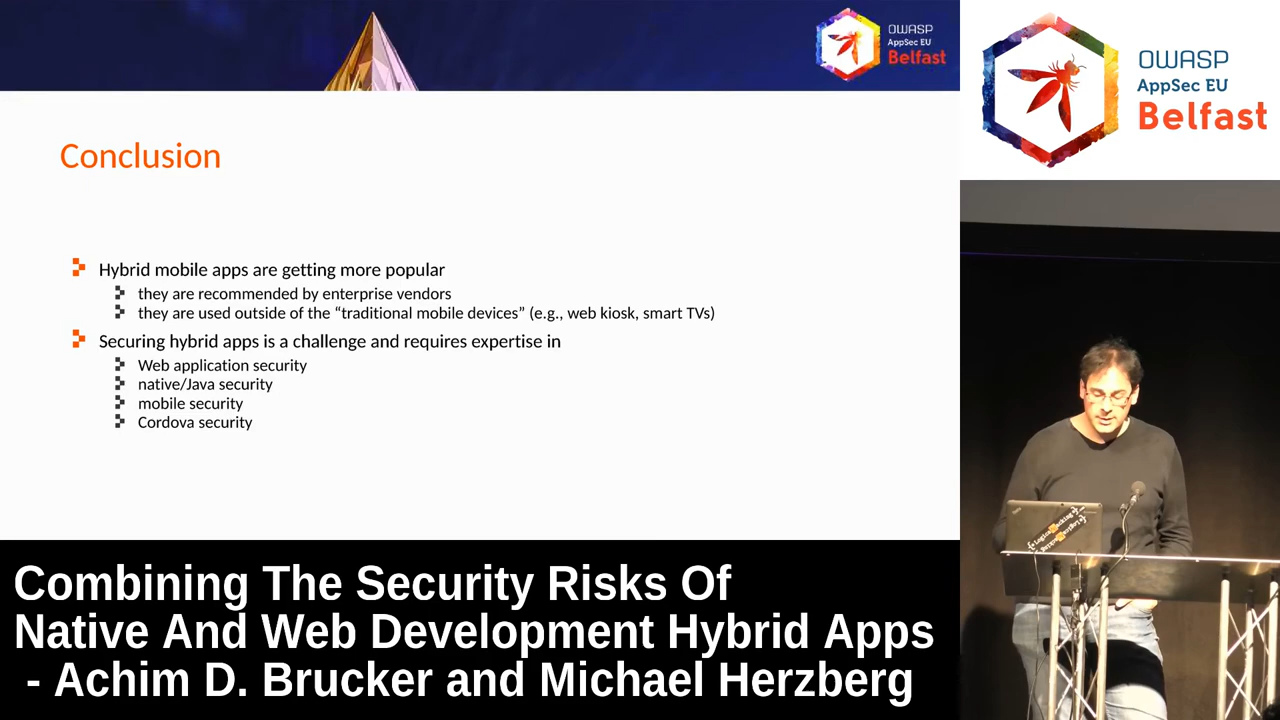 OWASP
AppSec EU
Belfast
OWASP
AppSec EU
Belfast
Conclusion
Hybrid mobile apps are getting more popular
they are recommended by enterprise vendors
they are used outside of the “traditional mobile devices” (e.g., web kiosk, smart TVs)
Securing hybrid apps is a challenge and requires expertise in
Web application security
native/Java security
mobile security
Cordova security
Combining The Security Risks Of
Native And Web Development Hybrid Apps
- Achim D. Brucker and Michael Herzberg